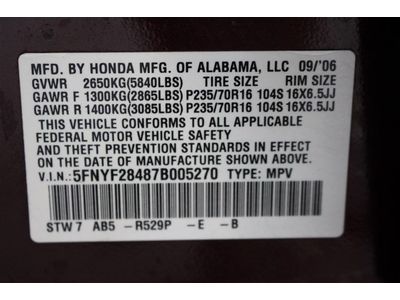 MFD. BY HONDA MFG. OF ALABAMA, LLC 09/'06
GVWR 2650KG(5840LBS) TIRE SIZE RIM SIZE
GAWR F 1300KG(2865LBS) P235/70R16 104S 16X6.5JJ
GAWR R 1400KG(3085LBS) P235/70R16 104S 16X6.5JJ
THIS VEHICLE CONFORMS TO ALL APPLICABLE
FEDERAL MOTOR VEHICLE SAFETY AND
THEFT PREVENTION STANDARDS IN EFFECT ON
THE DATE OF MANUFACTURE SHOWN ABOVE.
V.I.N.: 5FNYF28487B005270 TYPE: MPV
STW 7 AB5 - R529P - E - B